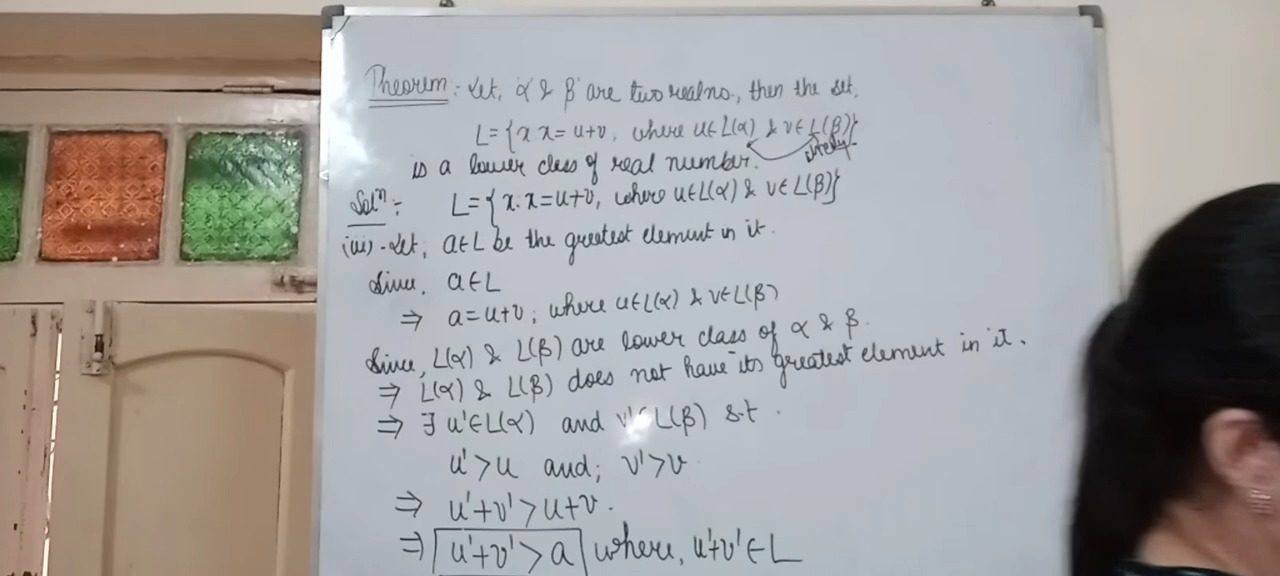 Theorem:- Let, α & β are two real no., then the set,
L = {x x = u+v, where u∈L(α) & v∈L(β)}
is a lower class of real number.
Solⁿ: L = {x: x = u+v, where u∈L(α) & v∈L(β)}
(iii)- Let, a∈L be the greatest element in it.
Since, a∈L
⇒ a = u+v, where u∈L(α) & v∈L(β)
Since, L(α) & L(β) are lower class of α & β.
⇒ L(α) & L(β) does not have its greatest element in it.
⇒ ∃ u'∈L(α) and v'∈L(β) s.t.
u' > u and; v' > v
⇒ u'+v' > u+v.
⇒ u'+v' > a where, u'+v'∈L